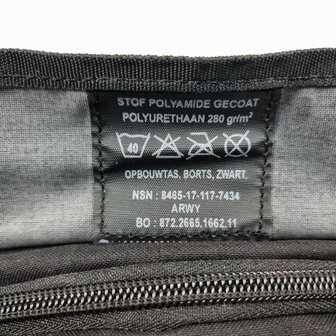 STOF POLYAMIDE GECOAT
POLYURETHAAN 280 gr/m²
40
OPBOUWTAS, BORTS, ZWART.
NSN : 8465-17-117-7434
ARWY
BO : 872.2665.1662.11